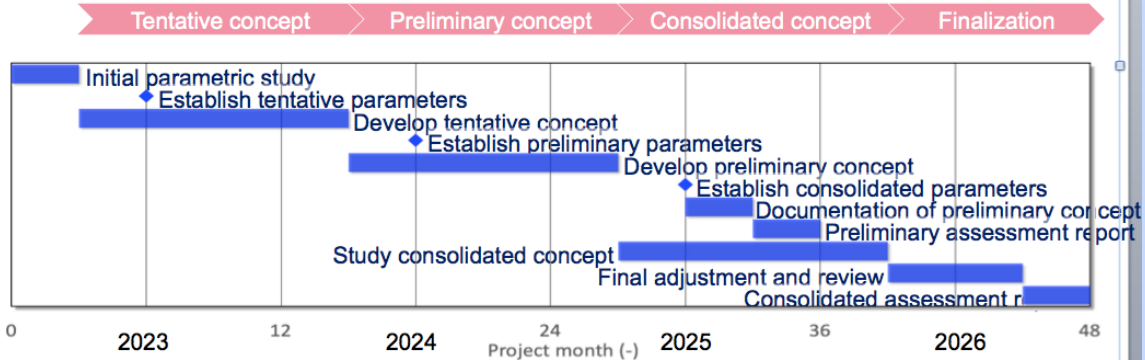 Tentative concept
Preliminary concept
Consolidated concept
Finalization
Initial parametric study
Establish tentative parameters
Develop tentative concept
Establish preliminary parameters
Develop preliminary concept
Establish consolidated parameters
Documentation of preliminary concept
Preliminary assessment report
Study consolidated concept
Final adjustment and review
Consolidated assessment
0 12 24 36 48
2023 2024 2025 2026
Project month (-)